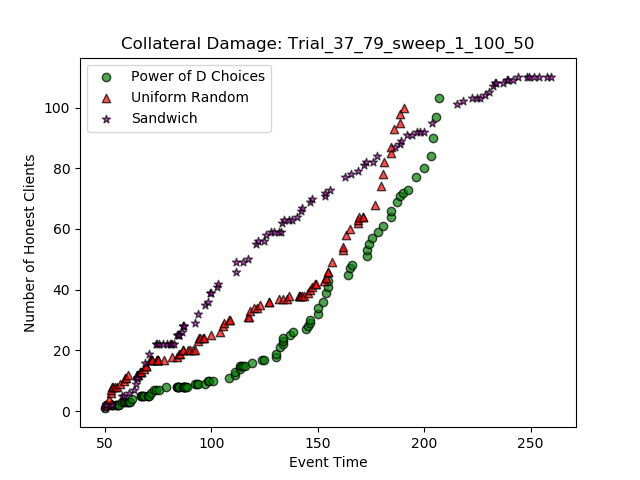 Collateral Damage: Trial_37_79_sweep_1_100_50
Power of D Choices
Uniform Random
Sandwich
Number of Honest Clients
100
80
60
40
20
0
50 100 150 200 250
Event Time